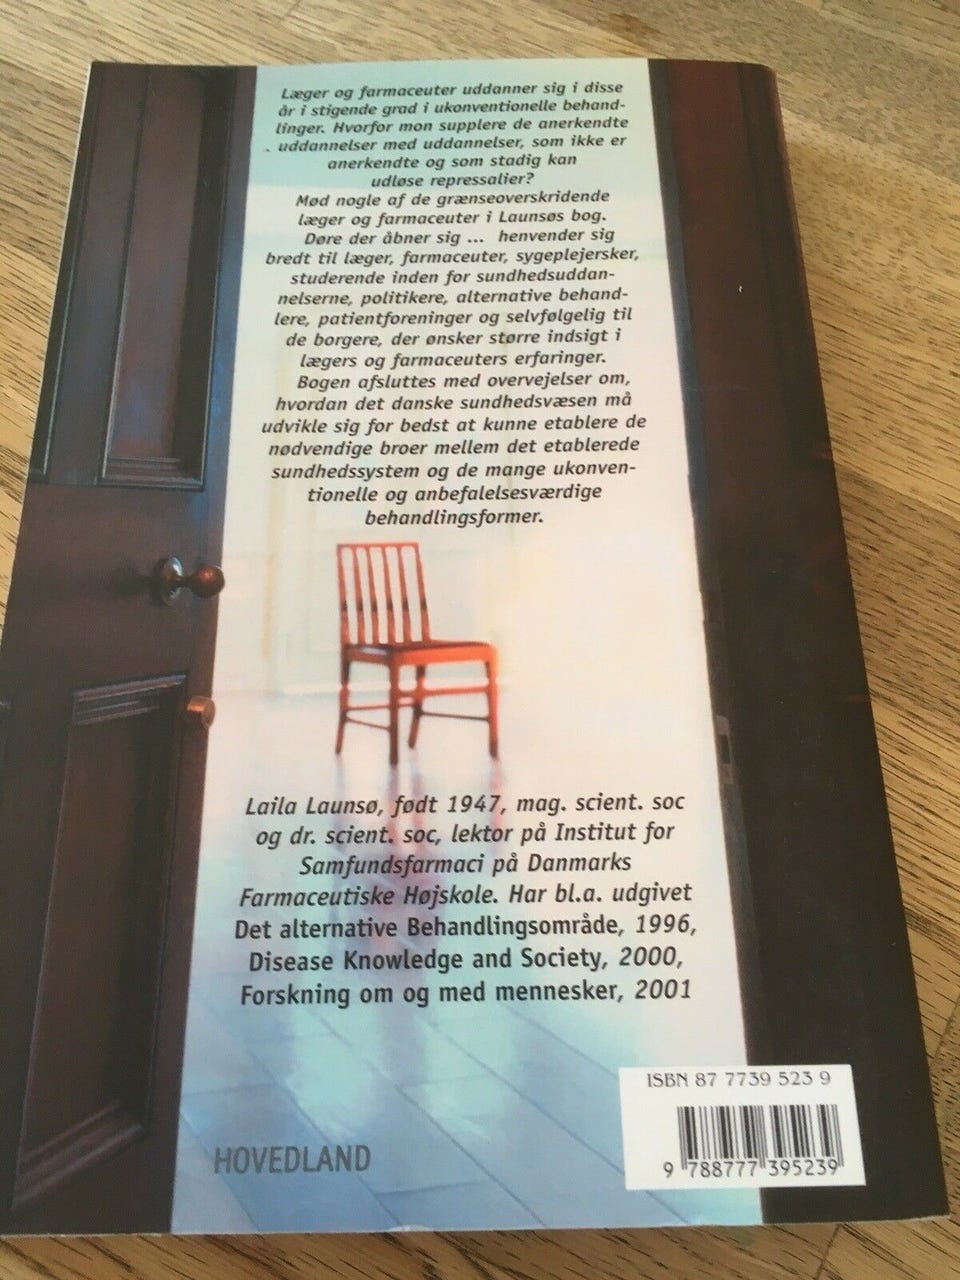 Læger og farmaceuter uddanner sig i disse
år i stigende grad i ukonventionelle behand-
linger. Hvorfor mon supplere de anerkendte
uddannelser med uddannelser, som ikke er
anerkendte og som stadig kan
udløse repressalier?
Mød nogle af de grænseoverskridende
læger og farmaceuter i Launsøs bog.
Døre der åbner sig ... henvender sig
bredt til læger, farmaceuter, sygeplejersker,
studerende inden for sundhedsuddan-
nelserne, politikere, alternative behand-
lere, patientforeninger og selvfølgelig til
de borgere, der ønsker større indsigt i
lægers og farmaceuters erfaringer.
Bogen afsluttes med overvejelser om,
hvordan det danske sundhedsvæsen må
udvikle sig for bedst at kunne etablere de
nødvendige broer mellem det etablerede
sundhedssystem og de mange ukonven-
tionelle og anbefalelsesværdige
behandlingsformer.
Laila Launsø, født 1947, mag. scient. soc
og dr. scient. soc, lektor på Institut for
Samfundsfarmaci på Danmarks
Farmaceutiske Højskole. Har bl.a. udgivet
Det alternative Behandlingsområde, 1996,
Disease Knowledge and Society, 2000,
Forskning om og med mennesker, 2001
ISBN 87 7739 523 9
9 788777 395239
HOVEDLAND